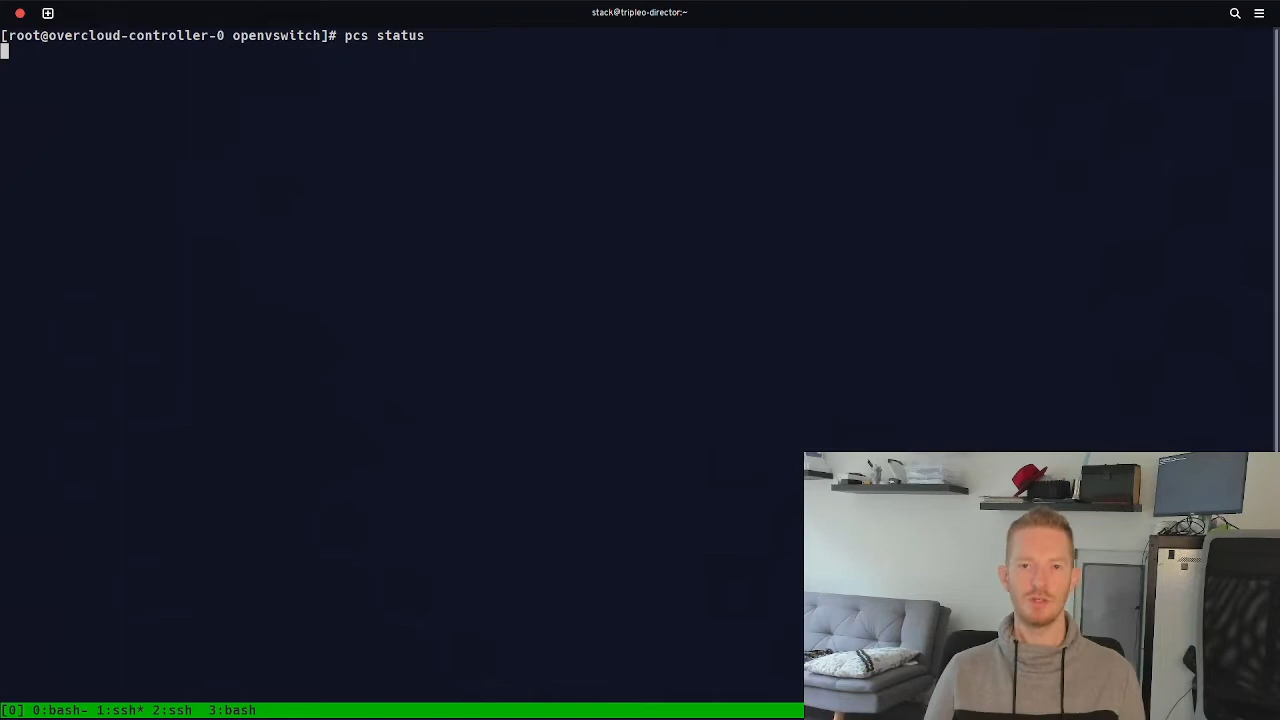 stack@tripleo-director:~
[root@overcloud-controller-0 openvswitch]# pcs status
[0] 0:bash- 1:ssh* 2:ssh  3:bash